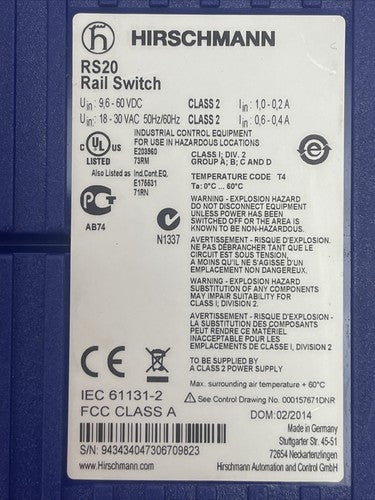 HIRSCHMANN
RS20
Rail Switch
Uin: 9,6 - 60 VDC CLASS 2 Iin: 1,0 - 0,2 A
Uin: 18 - 30 VAC 50Hz/60Hz CLASS 2 Iin: 0,6 - 0,4 A
INDUSTRIAL CONTROL EQUIPMENT
FOR USE IN HAZARDOUS LOCATIONS
c UL US
LISTED
E203960
73RM
CLASS I; DIV. 2
GROUP A; B; C AND D
Also Listed as Ind.Cont.EQ.
E175531
71RN
TEMPERATURE CODE T4
Ta: 0°C ... 60°C
AB74
N1337
WARNING - EXPLOSION HAZARD
DO NOT DISCONNECT EQUIPMENT
UNLESS POWER HAS BEEN
SWITCHED OFF OR THE AREA IS
KNOWN TO BE NON-HAZARDOUS.
AVERTISSEMENT - RISQUE D'EXPLOSION.
NE PAS DÉBRANCHER TANT QUE LE
CIRCUIT EST SOUS TENSION,
A MOINS QU'IL NE S'AGISSE D'UN
EMPLACEMENT NON DANGEREUX.
WARNING - EXPLOSION HAZARD
SUBSTITUTION OF ANY COMPONENTS
MAY IMPAIR SUITABILITY FOR
CLASS I; DIVISION 2
AVERTISSEMENT - RISQUE D'EXPLOSION -
LA SUBSTITUTION DES COMPOSANTS
PEUT RENDRE CE MATÉRIEL
INACCEPTABLE POUR LES
EMPLACEMENTS DE CLASSE I, DIVISION 2
TO BE SUPPLIED BY
A CLASS 2 POWER SUPPLY
CE
Max. surrounding air temperature + 60°C
IEC 61131-2
FCC CLASS A
See Control Drawing No. 000157671DNR
DOM: 02/2014
Made in Germany
Stuttgarter Str. 45-51
72654 Neckartenzlingen
S/N: 943434047306709823
www.Hirschmann.com
Hirschmann Automation and Control GmbH